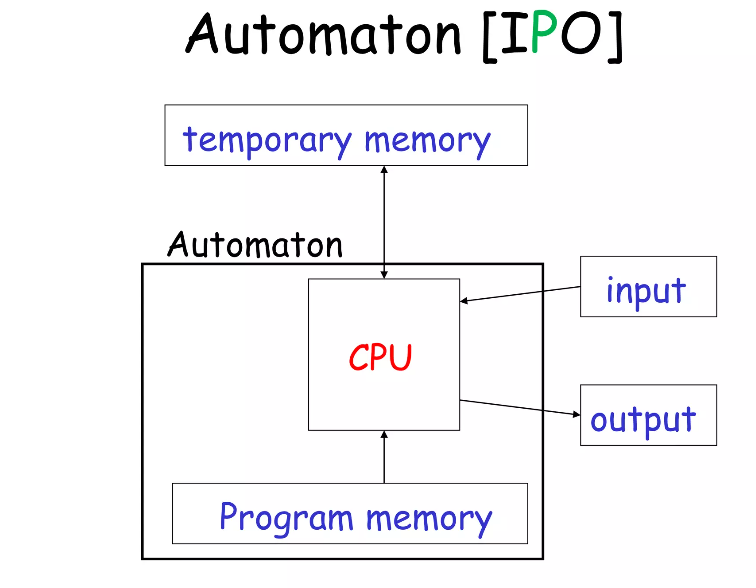 Automaton [IPO]
temporary memory
Automaton
input
CPU
output
Program memory